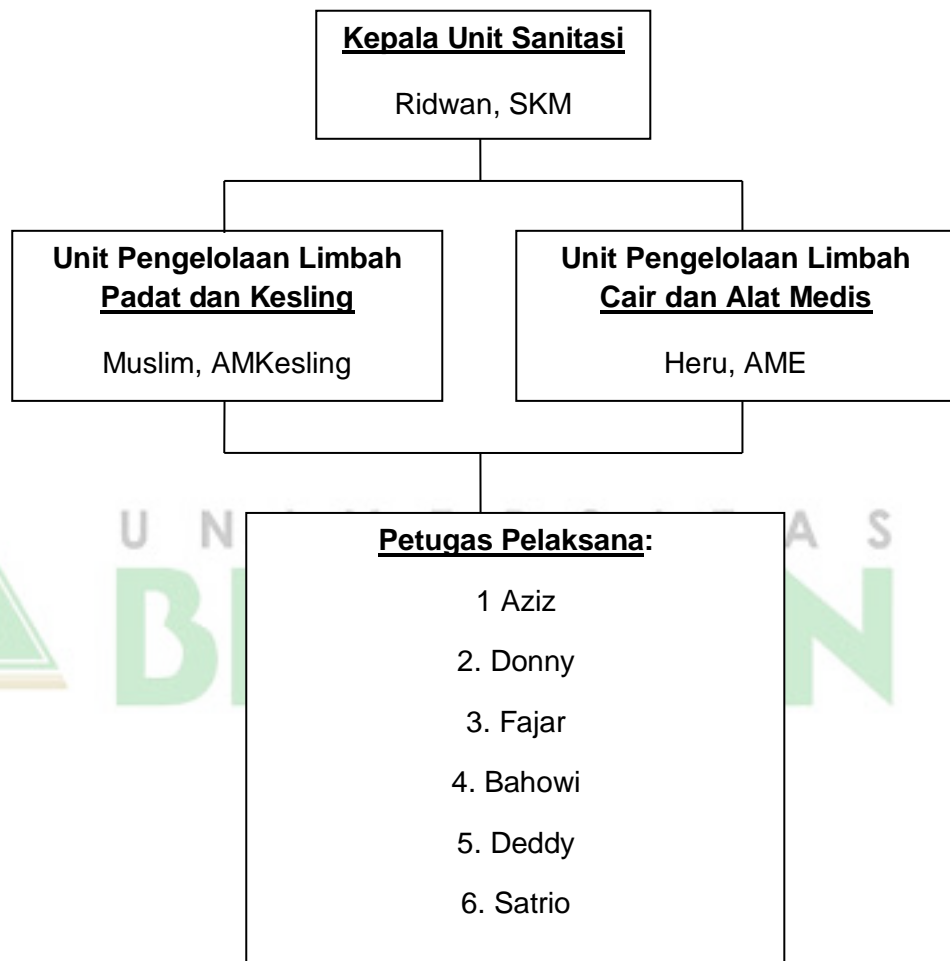 Kepala Unit Sanitasi
Ridwan, SKM
Unit Pengelolaan Limbah
Padat dan Kesling
Muslim, AMKesling
Unit Pengelolaan Limbah
Cair dan Alat Medis
Heru, AME
Petugas Pelaksana:
1 Aziz
2. Donny
3. Fajar
4. Bahowi
5. Deddy
6. Satrio